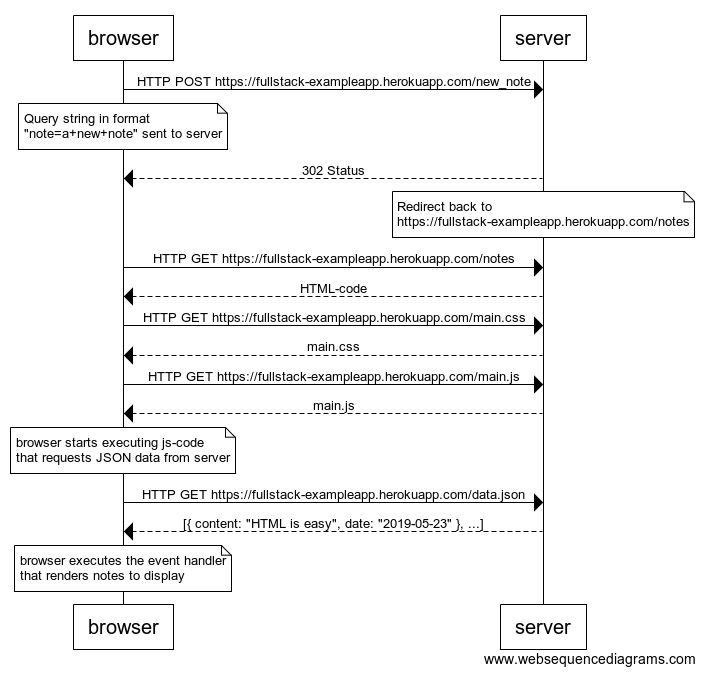 browser
server
HTTP POST https://fullstack-exampleapp.herokuapp.com/new_note
Query string in format
"note=a+new+note" sent to server
302 Status
Redirect back to
https://fullstack-exampleapp.herokuapp.com/notes
HTTP GET https://fullstack-exampleapp.herokuapp.com/notes
HTML-code
HTTP GET https://fullstack-exampleapp.herokuapp.com/main.css
main.css
HTTP GET https://fullstack-exampleapp.herokuapp.com/main.js
main.js
browser starts executing js-code
that requests JSON data from server
HTTP GET https://fullstack-exampleapp.herokuapp.com/data.json
[{ content: "HTML is easy", date: "2019-05-23" }, ...]
browser executes the event handler
that renders notes to display
browser
server
www.websequencediagrams.com